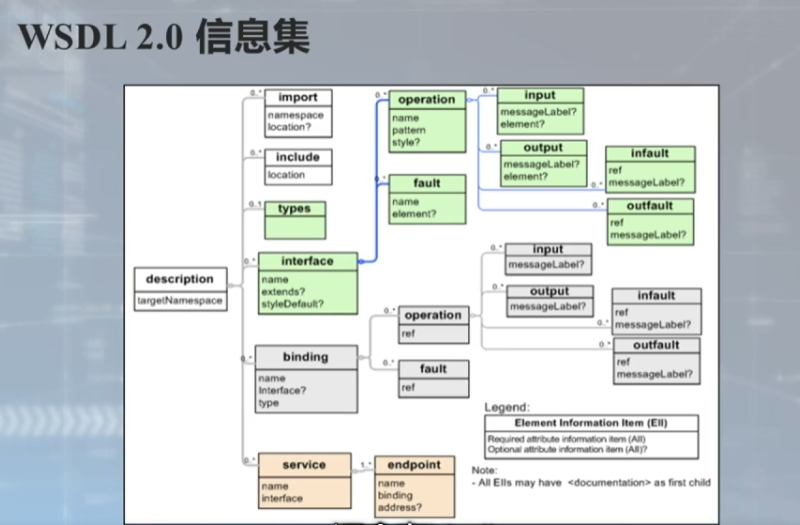 WSDL 2.0 信息集
0..*
import
namespace
location?
0..*
include
location
0..1
types
0..*
interface
name
extends?
styleDefault?
description
targetNamespace
0..*
operation
name
pattern
style?
0..*
fault
name
element?
0..*
input
messageLabel?
element?
0..*
output
messageLabel?
element?
0..*
infault
ref
messageLabel?
0..*
outfault
ref
messageLabel?
0..*
binding
name
Interface?
type
0..*
operation
ref
0..*
fault
ref
0..*
input
messageLabel?
0..*
output
messageLabel?
0..*
infault
ref
messageLabel?
0..*
outfault
ref
messageLabel?
0..*
service
name
interface
1..*
endpoint
name
binding
address?
Legend:
Element Information Item (EII)
Required attribute information item (AII)
Optional attribute information item (AII)?
Note:
- All EIIs may have <documentation> as first child